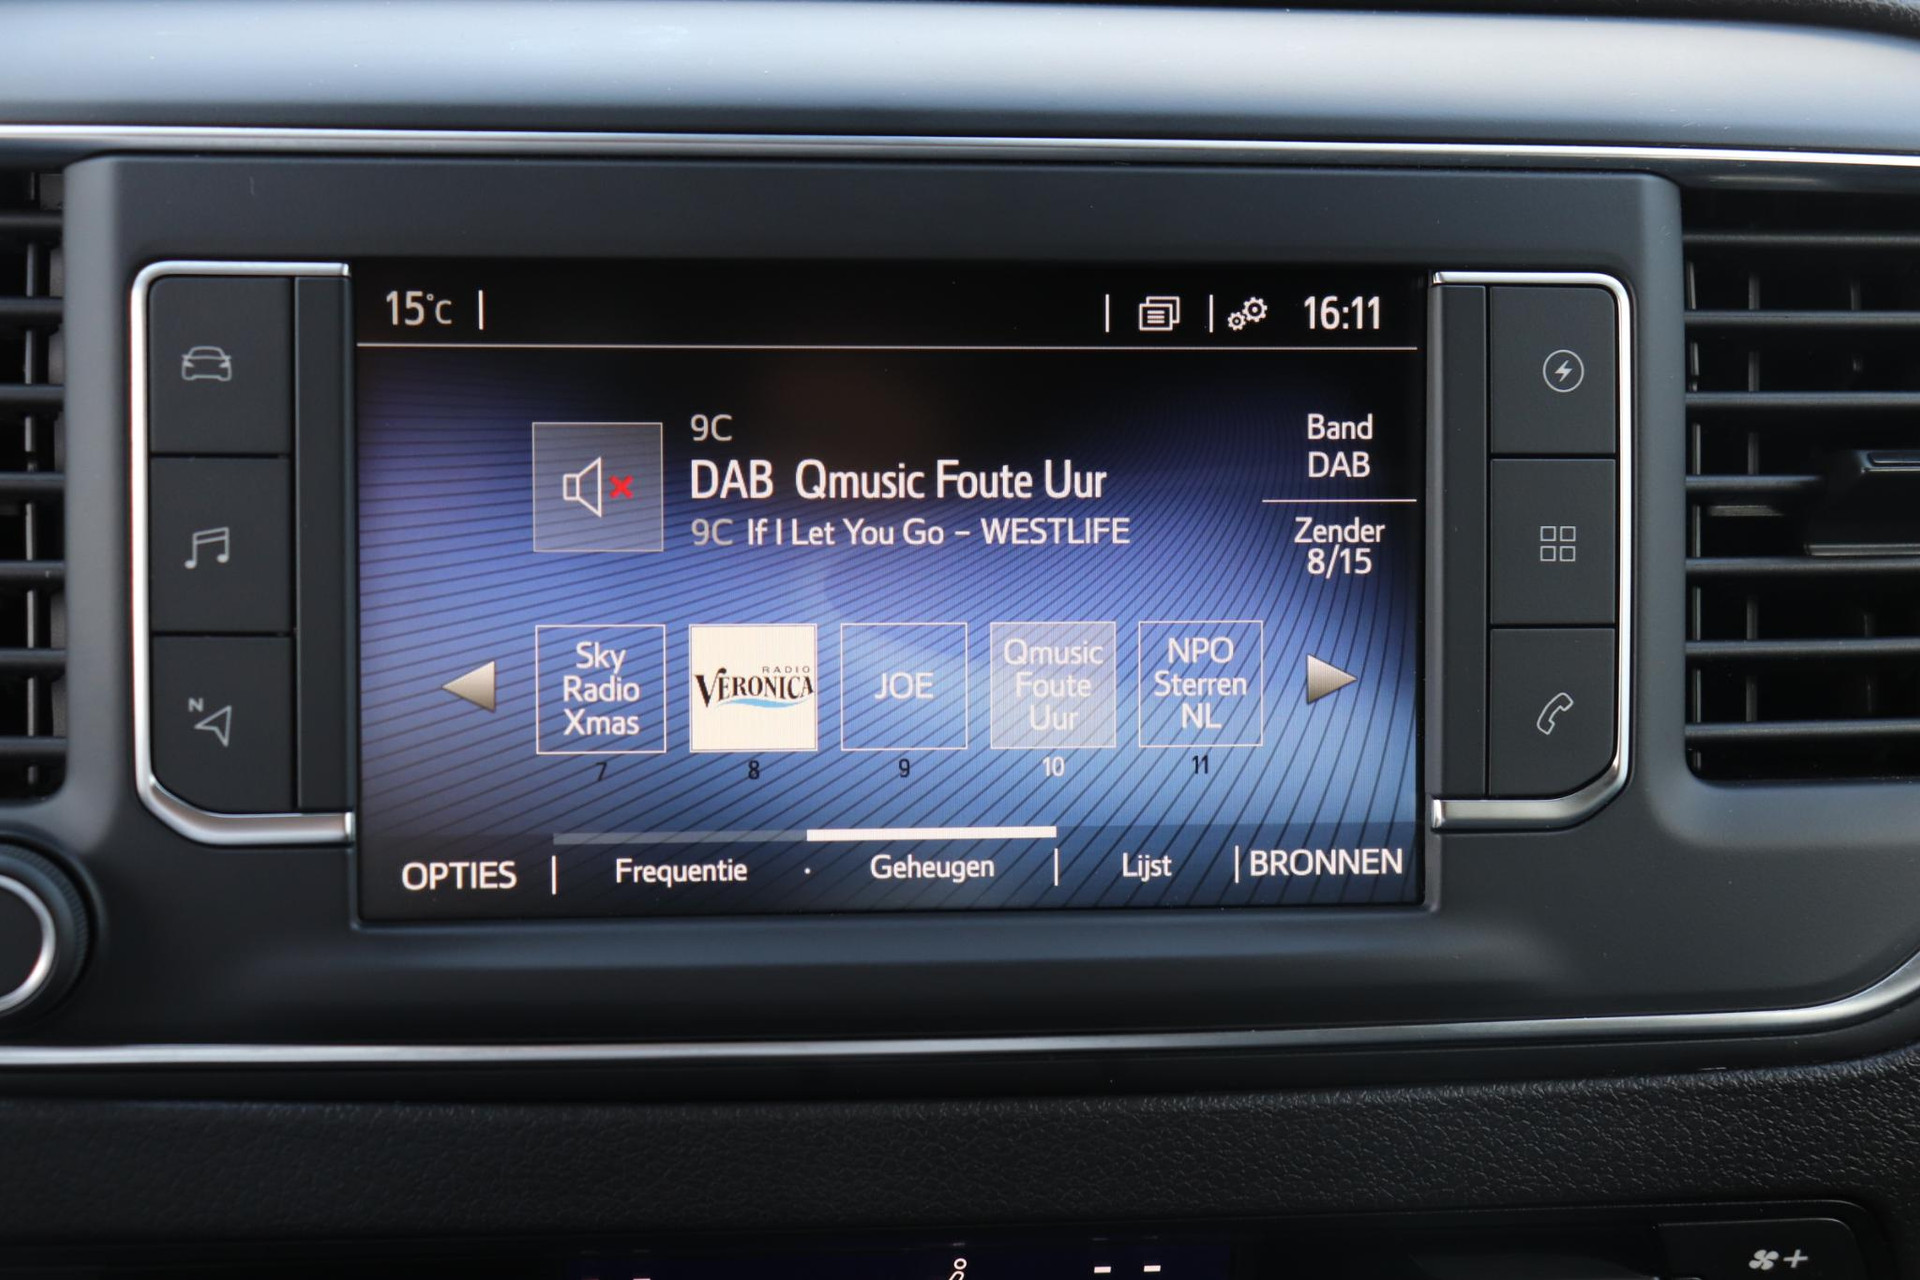 15°C
16:11
9C
DAB Qmusic Foute Uur
9C If I Let You Go - WESTLIFE
Band
DAB
Zender
8/15
Sky
Radio
Xmas
7
RADIO
VERONICA
8
JOE
9
Qmusic
Foute
Uur
10
NPO
Sterren
NL
11
OPTIES
Frequentie
Geheugen
Lijst
BRONNEN
N
+